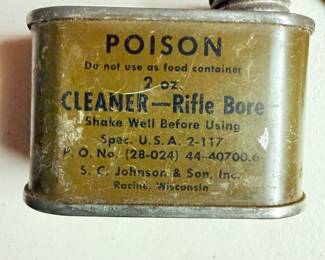 POISON
Do not use as food container
2 oz.
CLEANER—Rifle Bore
Shake Well Before Using
Spec. U.S.A. 2-117
P. O. No. (28-024) 44-40700.6
S. C. Johnson & Son, Inc.
Racine, Wisconsin